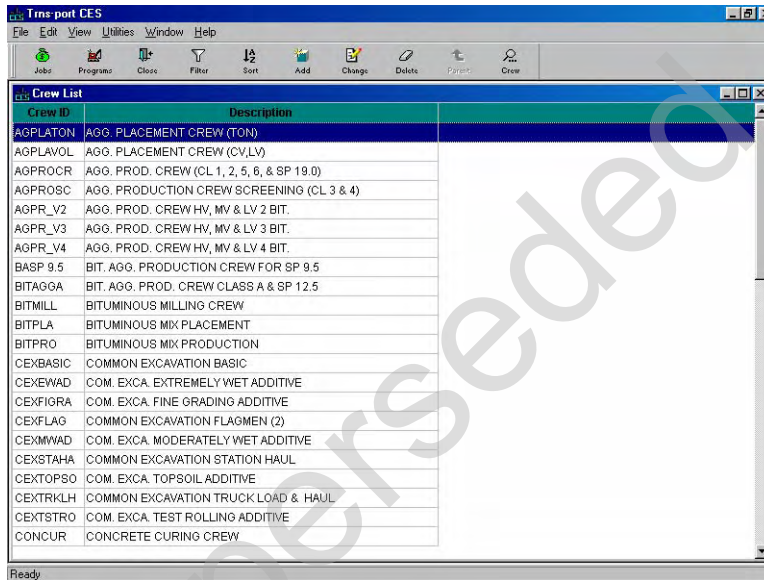 Trns·port CES
File Edit View Utilities Window Help
Jobs Programs Close Filter Sort Add Change Delete Parent Crew
Crew List
Crew ID Description
AGPLATON AGG. PLACEMENT CREW (TON)
AGPLAVOL AGG. PLACEMENT CREW (CV,LV)
AGPROCR AGG. PROD. CREW (CL 1, 2, 5, 6, & SP 19.0)
AGPROSC AGG. PRODUCTION CREW SCREENING (CL 3 & 4)
AGPR_V2 AGG. PROD. CREW HV, MV & LV 2 BIT.
AGPR_V3 AGG. PROD. CREW HV, MV & LV 3 BIT.
AGPR_V4 AGG. PROD. CREW HV, MV & LV 4 BIT.
BASP 9.5 BIT. AGG. PRODUCTION CREW FOR SP 9.5
BITAGGA BIT. AGG. PROD. CREW CLASS A & SP 12.5
BITMILL BITUMINOUS MILLING CREW
BITPLA BITUMINOUS MIX PLACEMENT
BITPRO BITUMINOUS MIX PRODUCTION
CEXBASIC COMMON EXCAVATION BASIC
CEXEWAD COM. EXCA. EXTREMELY WET ADDITIVE
CEXFIGRA COM. EXCA. FINE GRADING ADDITIVE
CEXFLAG COMMON EXCAVATION FLAGMEN (2)
CEXMWAD COM. EXCA. MODERATELY WET ADDITIVE
CEXSTAHA COMMON EXCAVATION STATION HAUL
CEXTOPSO COM. EXCA. TOPSOIL ADDITIVE
CEXTRKLH COMMON EXCAVATION TRUCK LOAD & HAUL
CEXTSTRO COM. EXCA. TEST ROLLING ADDITIVE
CONCUR CONCRETE CURING CREW
Ready
perseded